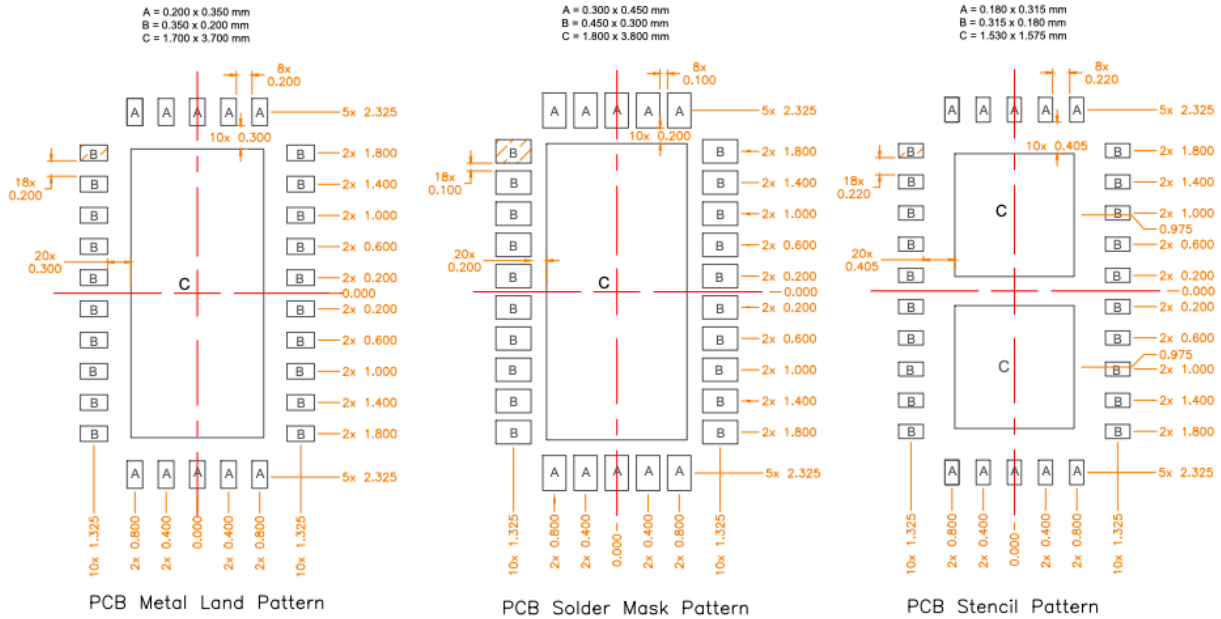 A = 0.200 x 0.350 mm
B = 0.350 x 0.200 mm
C = 1.700 x 3.700 mm
8x
0.200
A A A A A
5x 2.325
10x 0.300
B
B
2x 1.800
18x
0.200
B
B
2x 1.400
B
B
2x 1.000
B
B
2x 0.600
20x
0.300
B
B
2x 0.200
C
0.000
B
B
2x 0.200
B
B
2x 0.600
B
B
2x 1.000
B
B
2x 1.400
B
B
2x 1.800
A A A A A
5x 2.325
10x 1.325
2x 0.800
2x 0.400
0.000
2x 0.400
2x 0.800
10x 1.325
PCB Metal Land Pattern
A = 0.300 x 0.450 mm
B = 0.450 x 0.300 mm
C = 1.800 x 3.800 mm
8x
0.100
A A A A A
5x 2.325
10x 0.200
B
B
2x 1.800
18x
0.100
B
B
2x 1.400
B
B
2x 1.000
B
B
2x 0.600
20x
0.200
B
B
2x 0.200
C
0.000
B
B
2x 0.200
B
B
2x 0.600
B
B
2x 1.000
B
B
2x 1.400
B
B
2x 1.800
A A A A A
5x 2.325
10x 1.325
2x 0.800
2x 0.400
0.000
2x 0.400
2x 0.800
10x 1.325
PCB Solder Mask Pattern
A = 0.180 x 0.315 mm
B = 0.315 x 0.180 mm
C = 1.530 x 1.575 mm
8x
0.220
A A A A A
5x 2.325
10x 0.405
B
B
2x 1.800
18x
0.220
B
B
2x 1.400
C
B
B
2x 1.000
0.975
B
B
2x 0.600
20x
0.405
B
B
2x 0.200
0.000
B
B
2x 0.200
B
B
2x 0.600
0.975
C
B
B
2x 1.000
B
B
2x 1.400
B
B
2x 1.800
A A A A A
5x 2.325
10x 1.325
2x 0.800
2x 0.400
0.000
2x 0.400
2x 0.800
10x 1.325
PCB Stencil Pattern